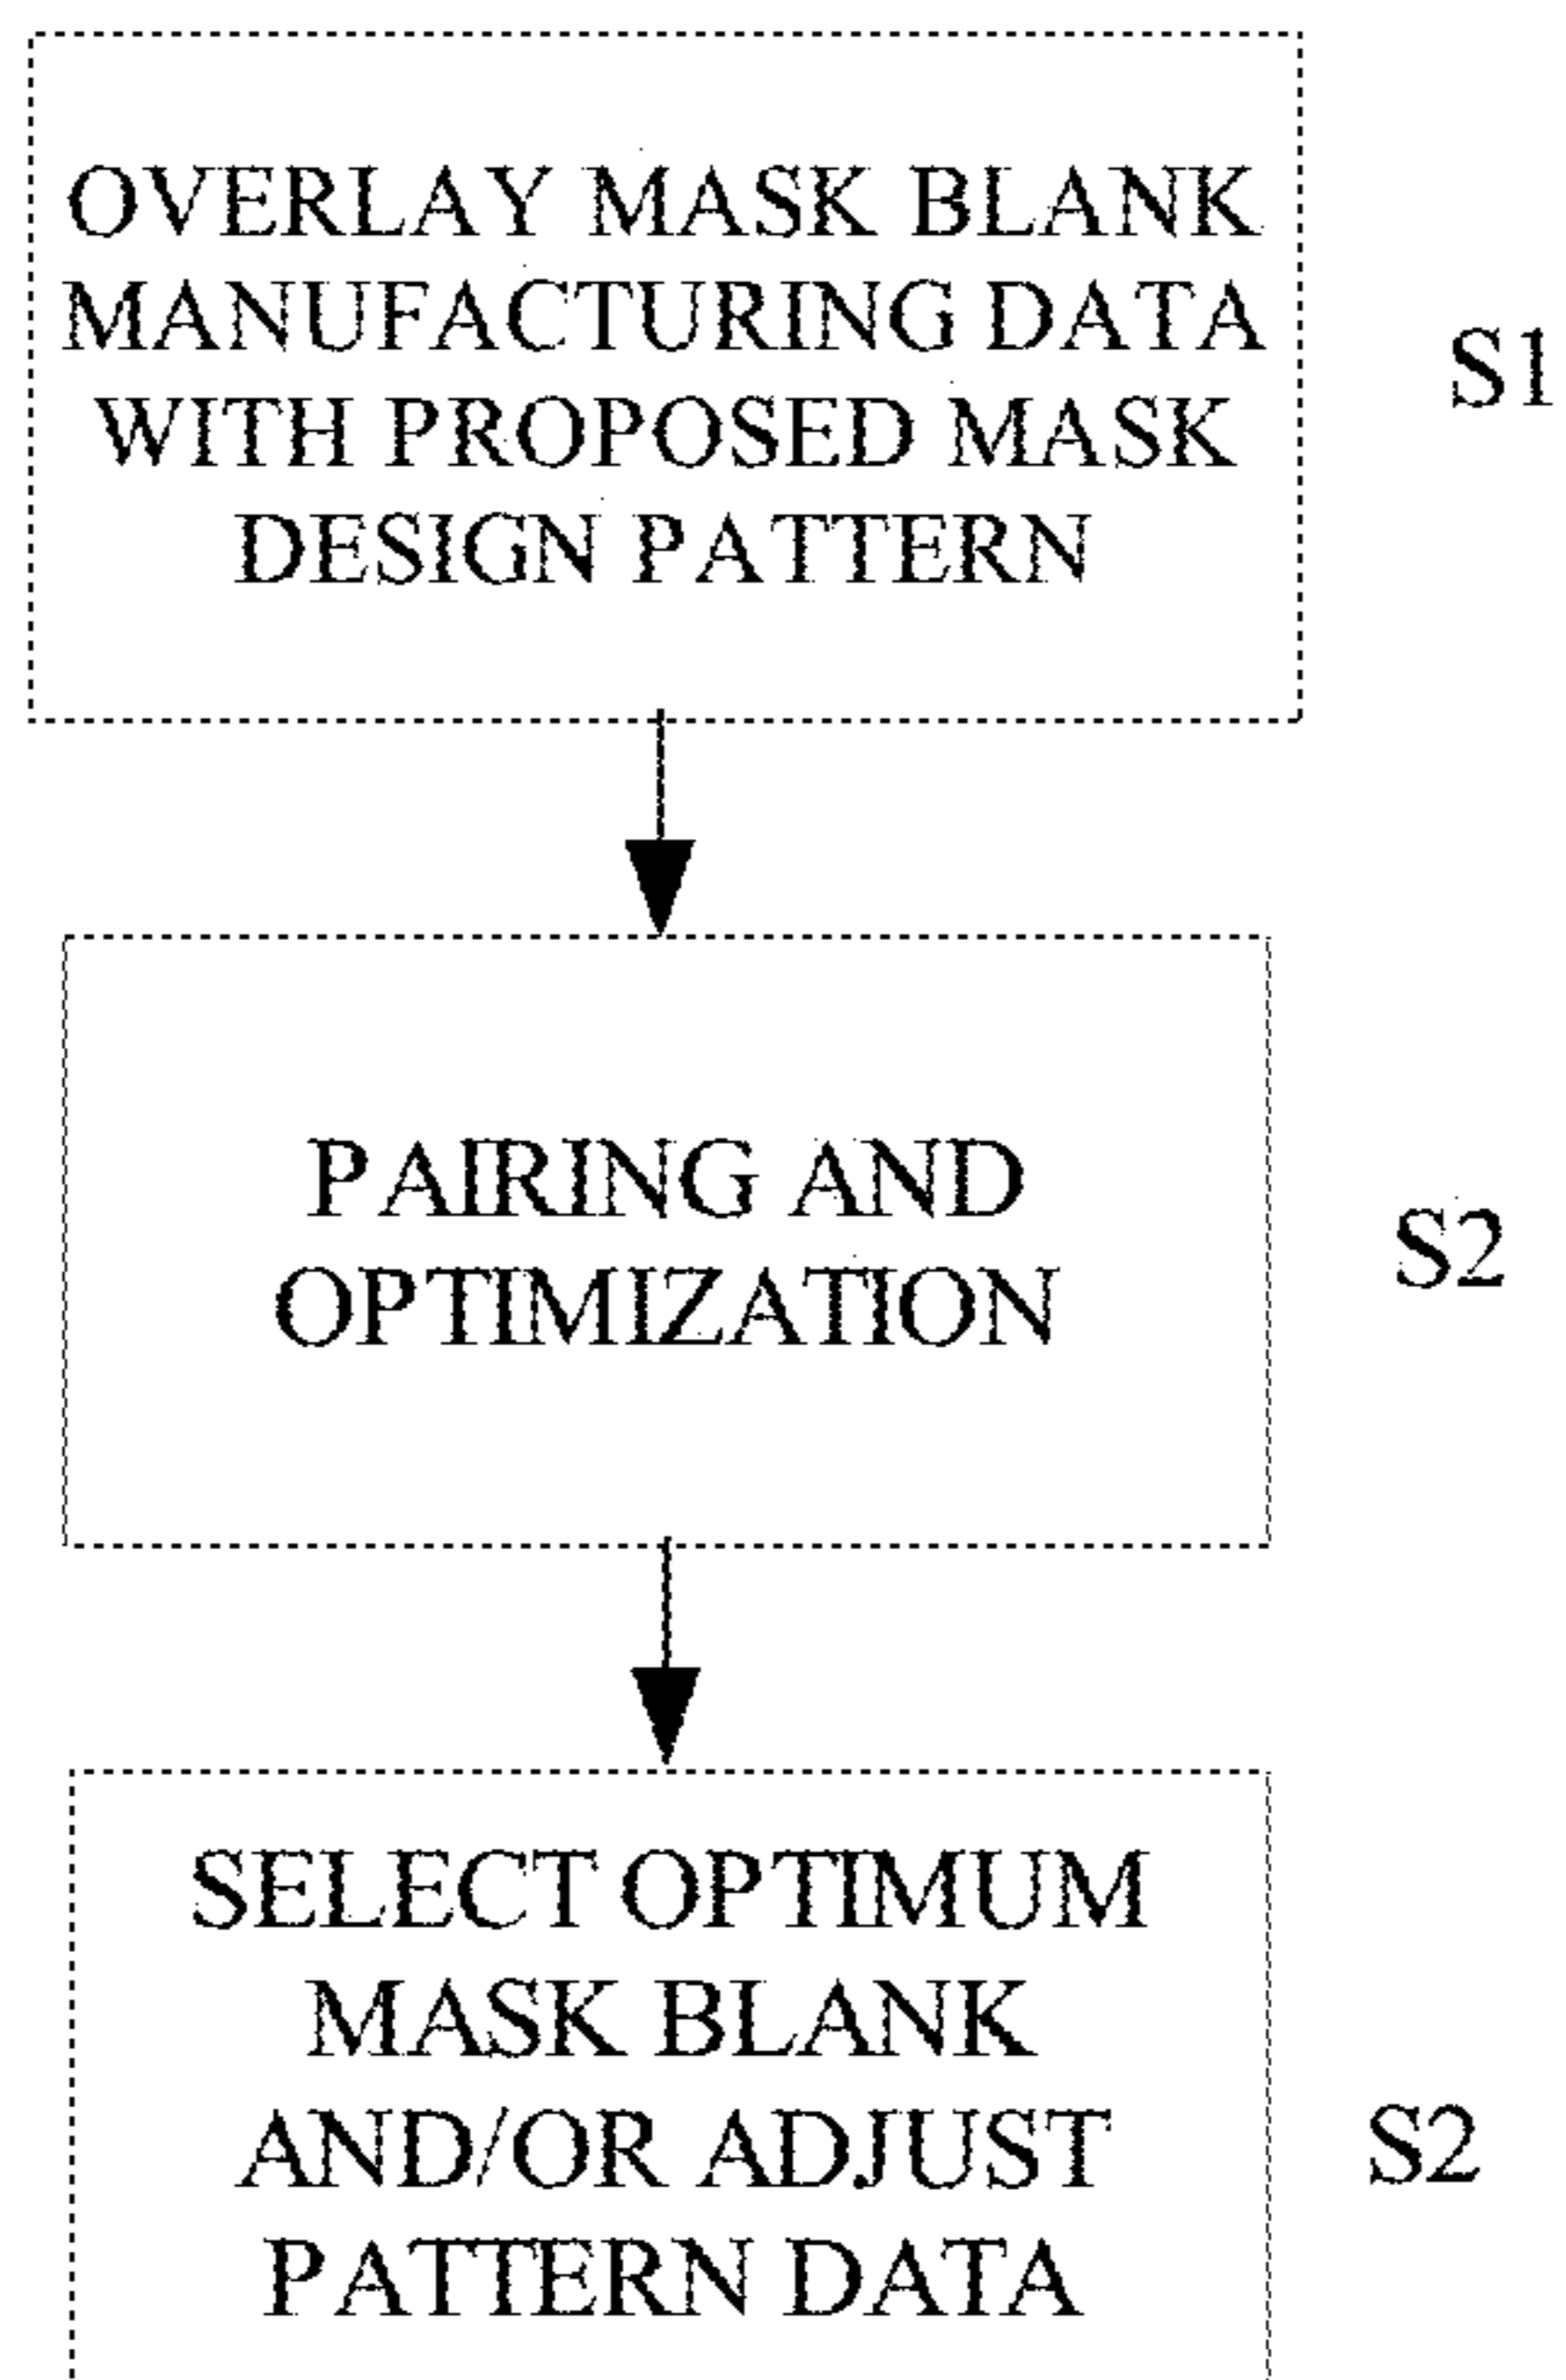 OVERLAY MASK BLANK
MANUFACTURING DATA
WITH PROPOSED MASK
DESIGN PATTERN
S1
PAIRING AND
OPTIMIZATION
S2
SELECT OPTIMUM
MASK BLANK
AND/OR ADJUST
PATTERN DATA
S2